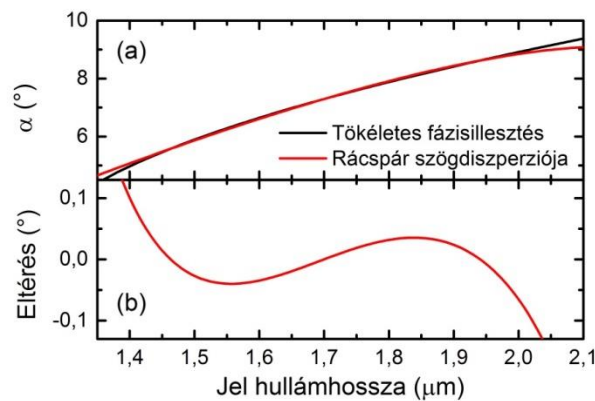 10
(a)
8
α (°)
Tökéletes fázisillesztés
6
Rácspár szögdiszperziója
0,1
Eltérés (°)
0,0
(b)
-0,1
1,4 1,5 1,6 1,7 1,8 1,9 2,0 2,1
Jel hullámhossza (μm)